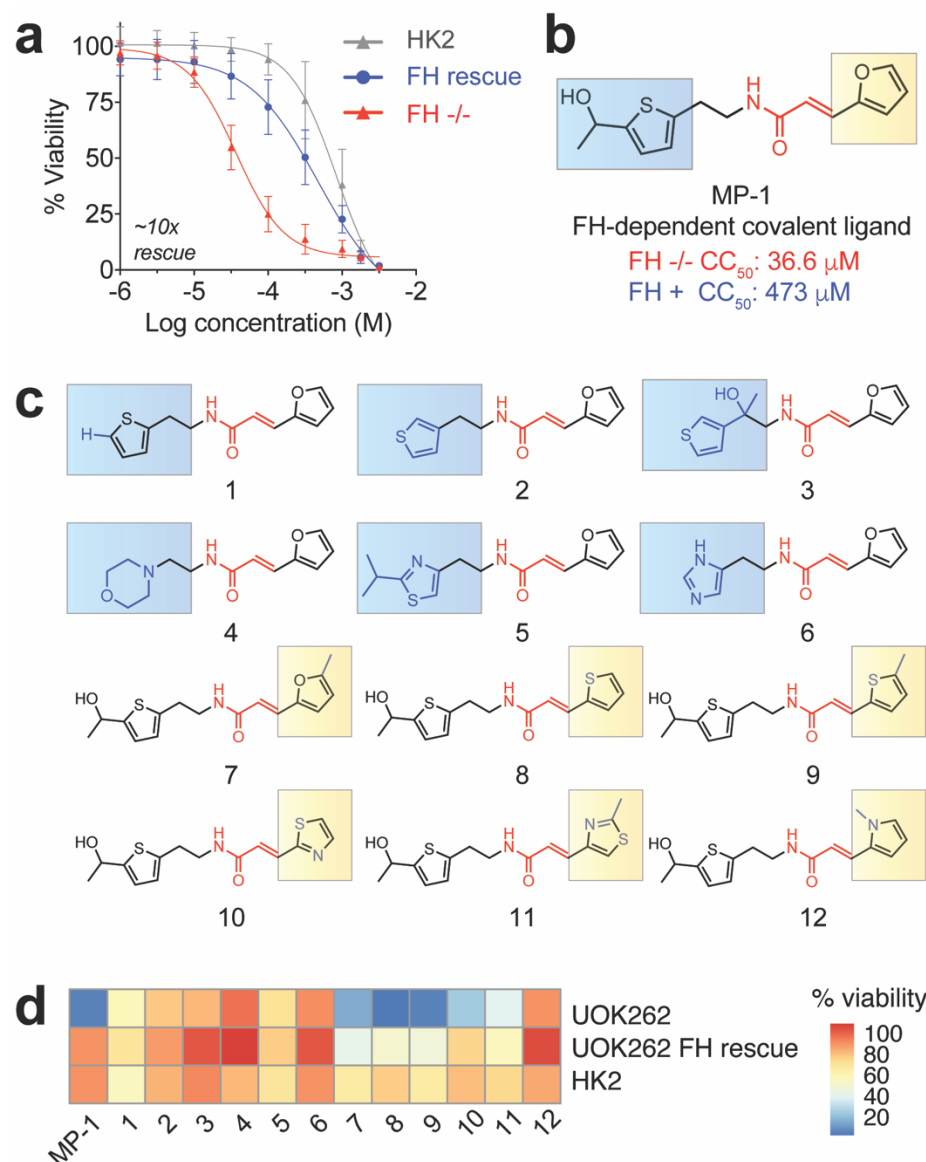 a
100
75
50
25
0
% Viability
-6
-5
-4
-3
-2
Log concentration (M)
~10x
rescue
HK2
FH rescue
FH -/-
b
HO
S
H
N
O
O
MP-1
FH-dependent covalent ligand
FH -/- CC50: 36.6 μM
FH + CC50: 473 μM
c
H
S
H
N
O
O
1
S
H
N
O
O
2
S
HO
H
N
O
O
3
O
N
H
N
O
O
4
N
S
H
N
O
O
5
H
N
N
H
N
O
O
6
HO
S
H
N
O
O
7
HO
S
H
N
O
S
8
HO
S
H
N
O
S
9
HO
S
H
N
O
S
N
10
HO
S
H
N
O
N
S
11
HO
S
H
N
O
N
12
d
UOK262
UOK262 FH rescue
HK2
MP-1
1
2
3
4
5
6
7
8
9
10
11
12
% viability
100
80
60
40
20